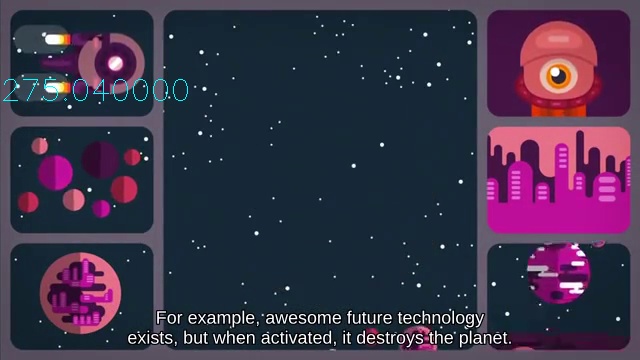 275.040000
For example, awesome future technology
exists, but when activated, it destroys the planet.